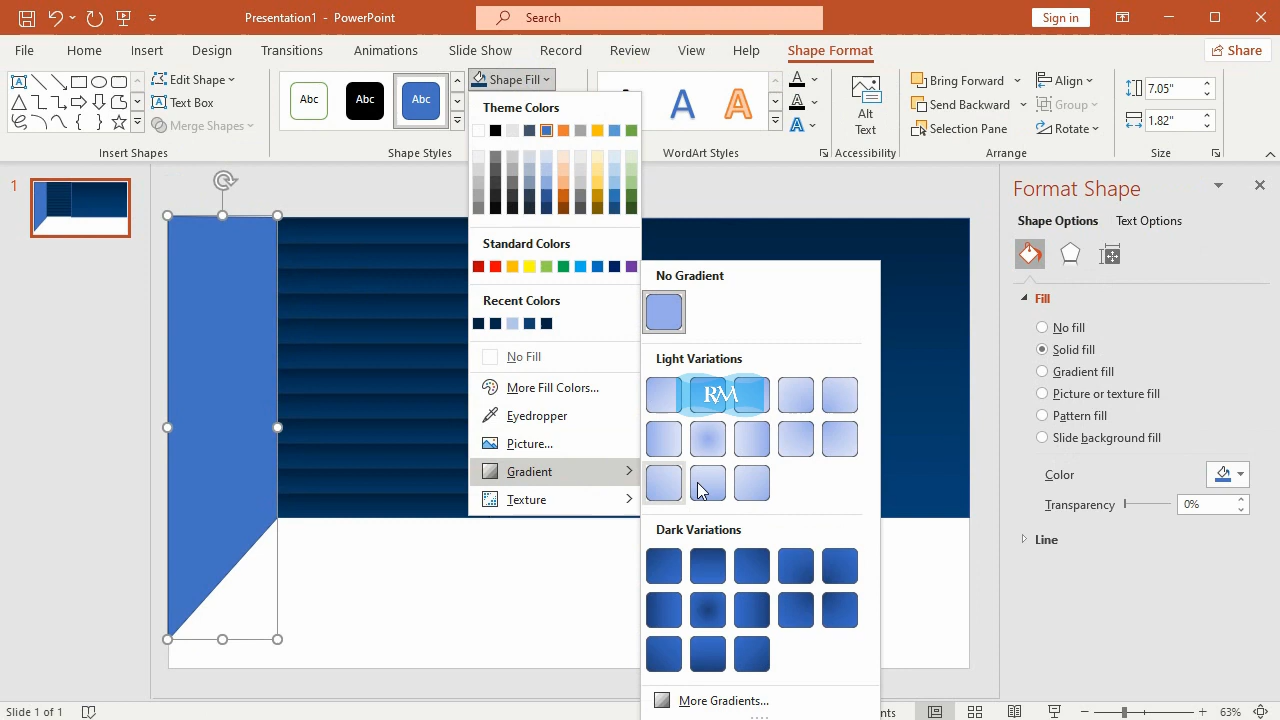 Presentation1 - PowerPoint
Search
Sign in
File Home Insert Design Transitions Animations Slide Show Record Review View Help Shape Format
Share
Edit Shape
Text Box
Merge Shapes
Insert Shapes
Abc Abc Abc
Shape Styles
Shape Fill
A A
WordArt Styles
Alt Text
Accessibility
Bring Forward
Send Backward
Selection Pane
Align
Group
Rotate
Arrange
7.05"
1.82"
Size
Theme Colors
Standard Colors
Recent Colors
No Fill
More Fill Colors...
Eyedropper
Picture...
Gradient
Texture
No Gradient
Light Variations
RM
Dark Variations
More Gradients...
1
Format Shape
Shape Options Text Options
Fill
No fill
Solid fill
Gradient fill
Picture or texture fill
Pattern fill
Slide background fill
Color
Transparency 0%
Line
Slide 1 of 1
63%